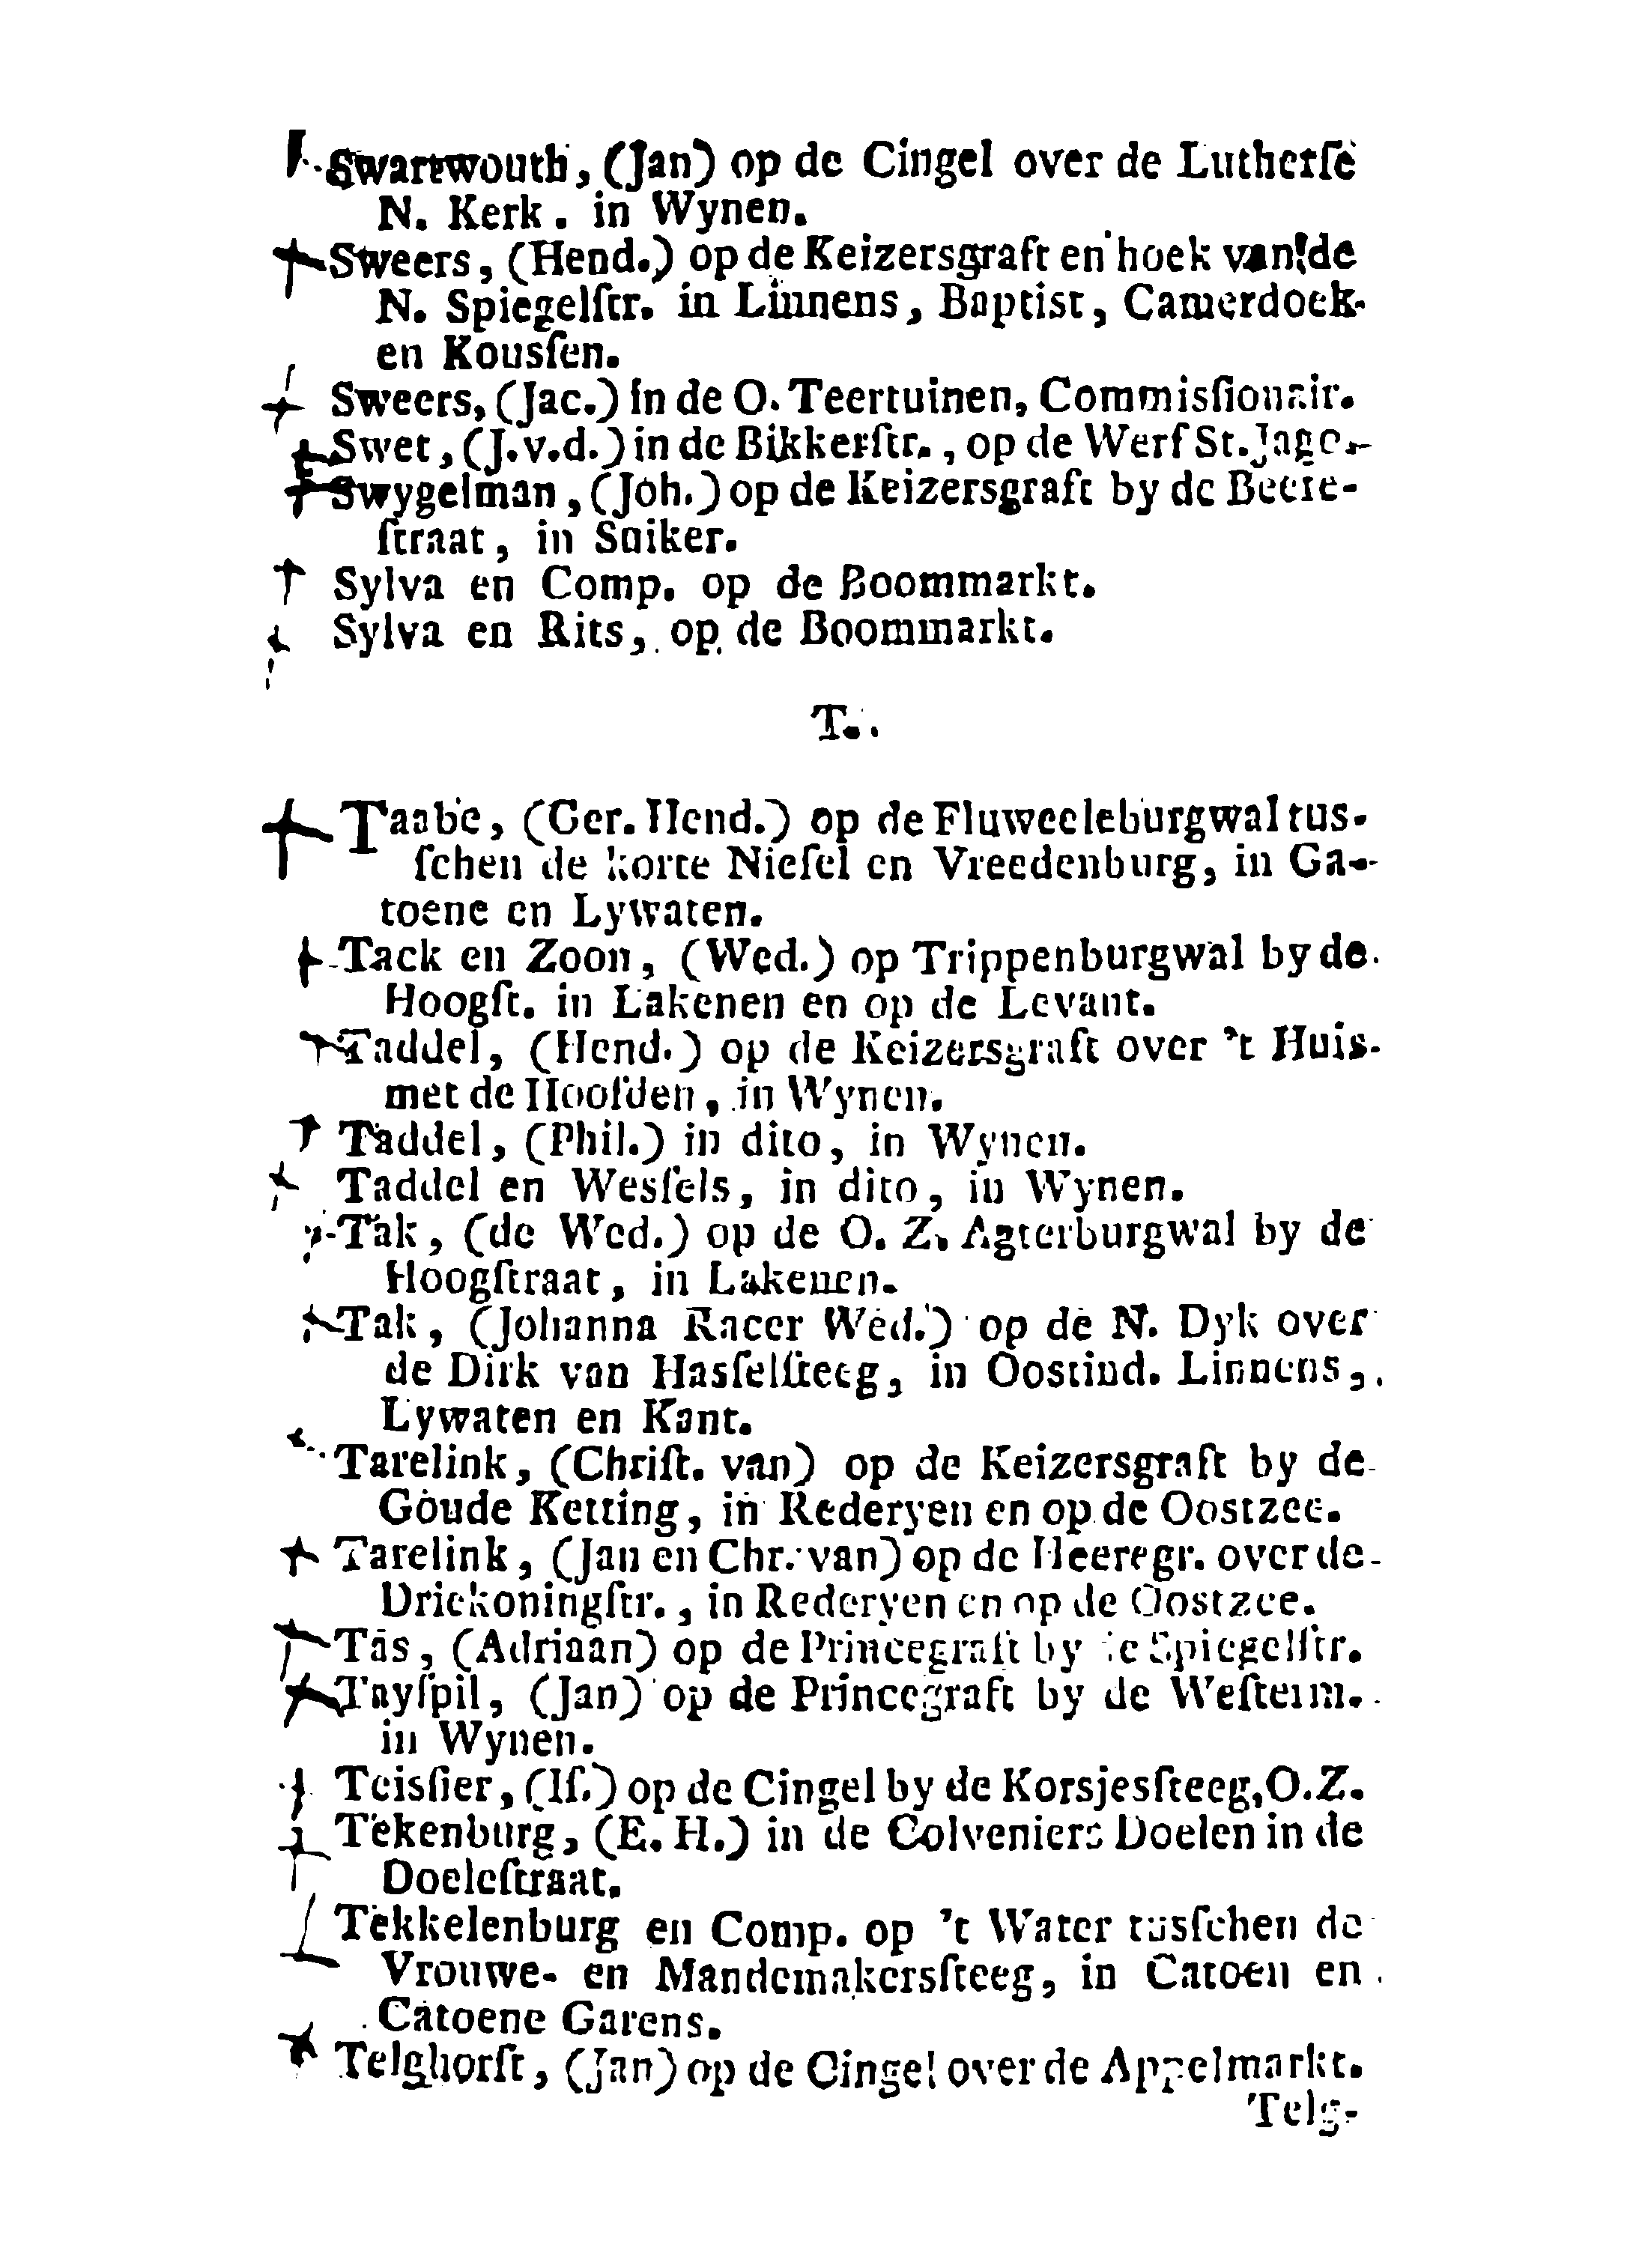 Swartwouth, (Jan) op de Cingel over de Lutherſe
N. Kerk. in Wynen.
Sweers, (Hend.) op de Keizersgraft en hoek van de
N. Spiegelſtr. in Linnens, Baptist, Camerdoek
en Kousſen.
Sweers, (Jac.) in de O. Teertuinen, Commisſionair.
Swet, (J.v.d.) in de Bikkerſtr., op de Werf St. Jago.
Swygelman, (Joh.) op de Keizersgraft by de Beere-
ſtraat, in Suiker.
Sylva en Comp. op de Boommarkt.
Sylva en Rits, op de Boommarkt.
T.
Taabe, (Ger. Hend.) op de Fluweeleburgwal tus-
ſchen de korte Nieſel en Vreedenburg, in Ga-
toene en Lywaten.
Tack en Zoon, (Wed.) op Trippenburgwal by de
Hoogſt. in Lakenen en op de Levant.
Taddel, (Hend.) op de Keizersgraft over 't Huis
met de Hoofden, in Wynen.
Taddel, (Phil.) in dito, in Wynen.
Taddel en Wesſels, in dito, in Wynen.
Tak, (de Wed.) op de O. Z. Agterburgwal by de
Hoogſtraat, in Lakenen.
Tak, (Johanna Racer Wed.) op de N. Dyk over
de Dirk van Hasſelſteeg, in Oostind. Linnens,
Lywaten en Kant.
Tarelink, (Chriſt. van) op de Keizersgraft by de
Goude Ketting, in Rederyen en op de Oostzee.
Tarelink, (Jan en Chr. van) op de Heeregr. over de
Driekoningſtr., in Rederyen en op de Oostzee.
Tas, (Adriaan) op de Princegraft by de Spiegelſtr.
Tayſpil, (Jan) op de Princegraft by de Weſterm.
in Wynen.
Teisſier, (Iſ.) op de Cingel by de Korsjesſteeg, O.Z.
Tekenburg, (E. H.) in de Colveniers Doelen in de
Doeleſtraat.
Tekkelenburg en Comp. op 't Water tusſchen de
Vrouwe- en Mandemakersſteeg, in Catoen en
Catoene Garens.
Telghorſt, (Jan) op de Cingel over de Appelmarkt.
Telg-